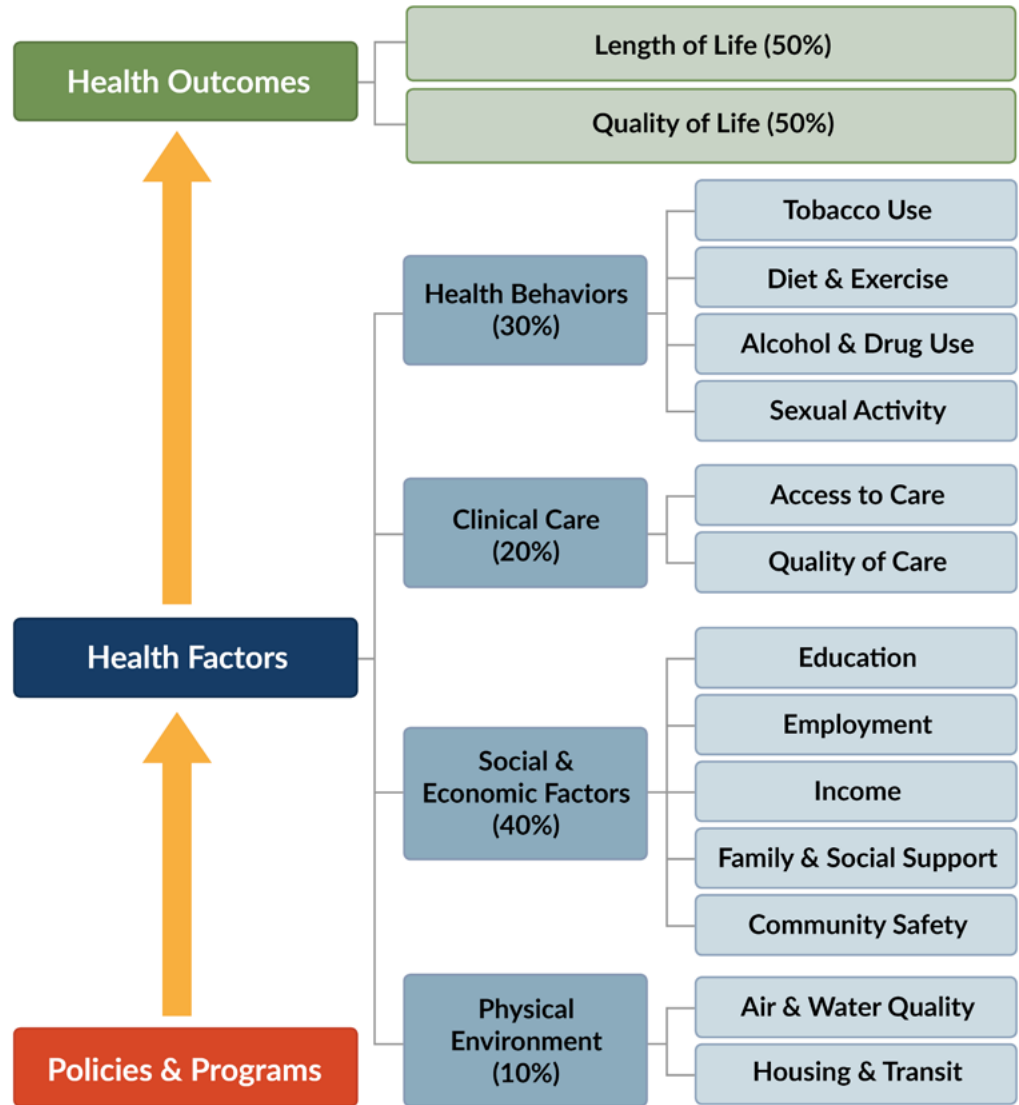 Health Outcomes
Length of Life (50%)
Quality of Life (50%)
Health Factors
Health Behaviors
(30%)
Tobacco Use
Diet & Exercise
Alcohol & Drug Use
Sexual Activity
Clinical Care
(20%)
Access to Care
Quality of Care
Social &
Economic Factors
(40%)
Education
Employment
Income
Family & Social Support
Community Safety
Physical
Environment
(10%)
Air & Water Quality
Housing & Transit
Policies & Programs